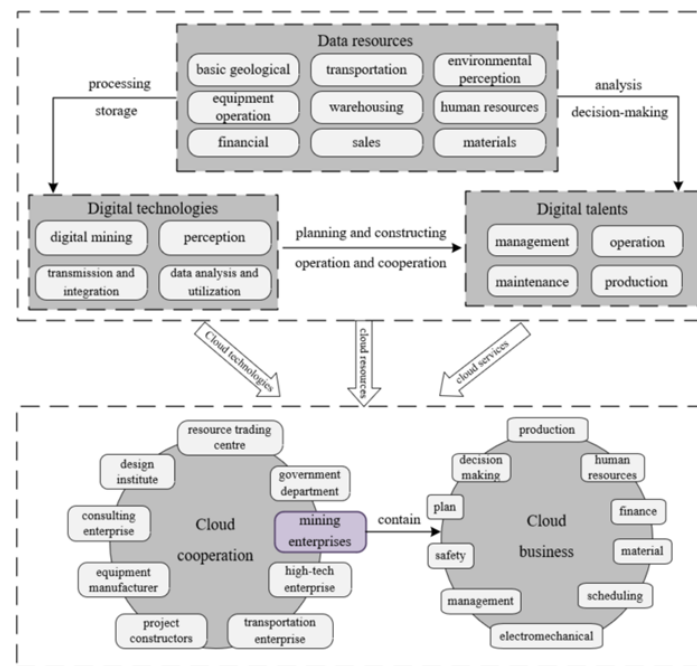 Data resources
basic geological
transportation
environmental
perception
equipment
operation
warehousing
human resources
financial
sales
materials
processing
storage
analysis
decision-making
Digital technologies
digital mining
perception
transmission and
integration
data analysis and
utilization
planning and constructing
operation and cooperation
Digital talents
management
operation
maintenance
production
Cloud technologies
cloud resources
cloud services
resource trading
centre
design
institute
government
department
consulting
enterprise
Cloud
cooperation
mining
enterprises
equipment
manufacturer
high-tech
enterprise
project
constructors
transportation
enterprise
contain
production
decision
making
human
resources
plan
finance
Cloud
business
safety
material
management
scheduling
electromechanical